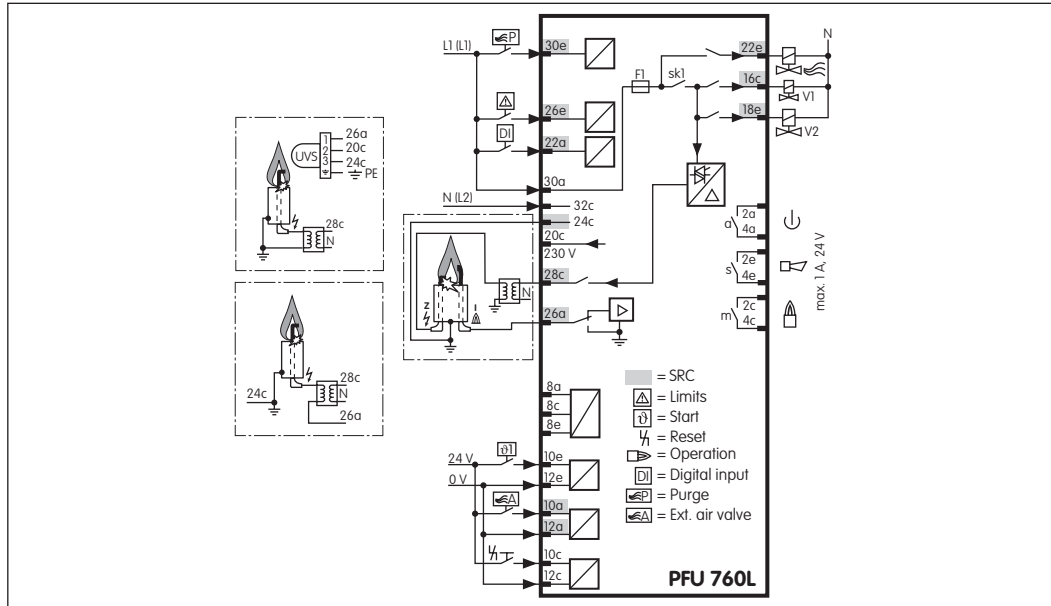 L1 (L1)
P
30e
26e
DI
22a
30a
N (L2)
32c
24c
20c
230 V
28c
26a
F1
sk1
22e
16c
18e
N
V1
V2
26a
20c
24c
PE
UVS
1
2
3
28c
N
24c
28c
N
26a
Z
I
N
2a
4a
a
2e
4e
s
2c
4c
m
max. 1 A, 24 V
8a
8c
8e
24 V
0 V
ϑ1
10e
12e
A
10a
12a
10c
12c
= SRC
= Limits
ϑ = Start
= Reset
= Operation
DI = Digital input
P = Purge
A = Ext. air valve
PFU 760L